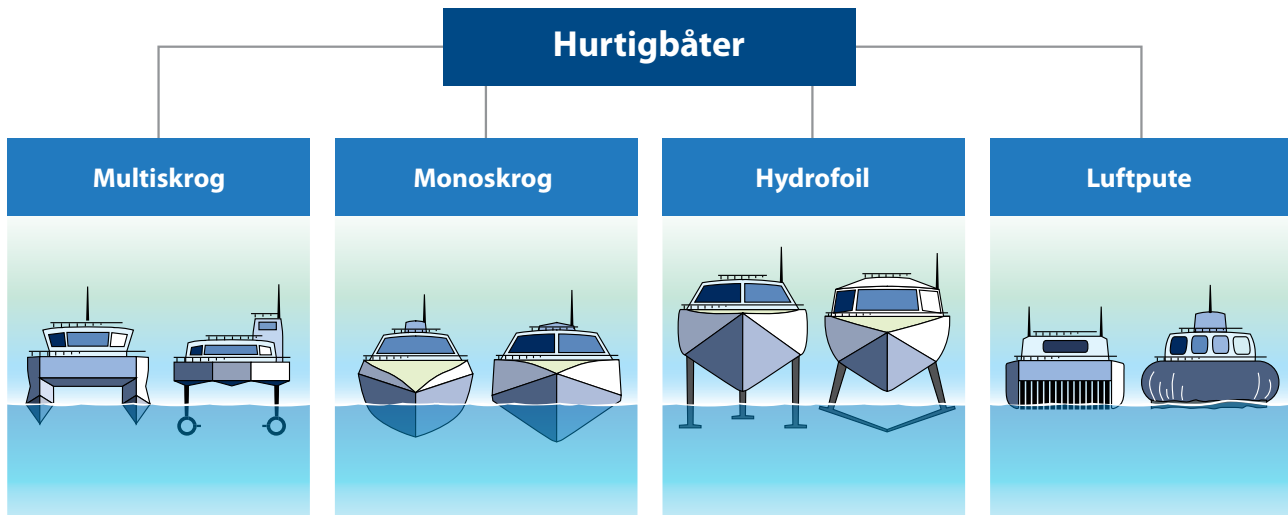 Hurtigbåter
Multiskrog
Monoskrog
Hydrofoil
Luftpute